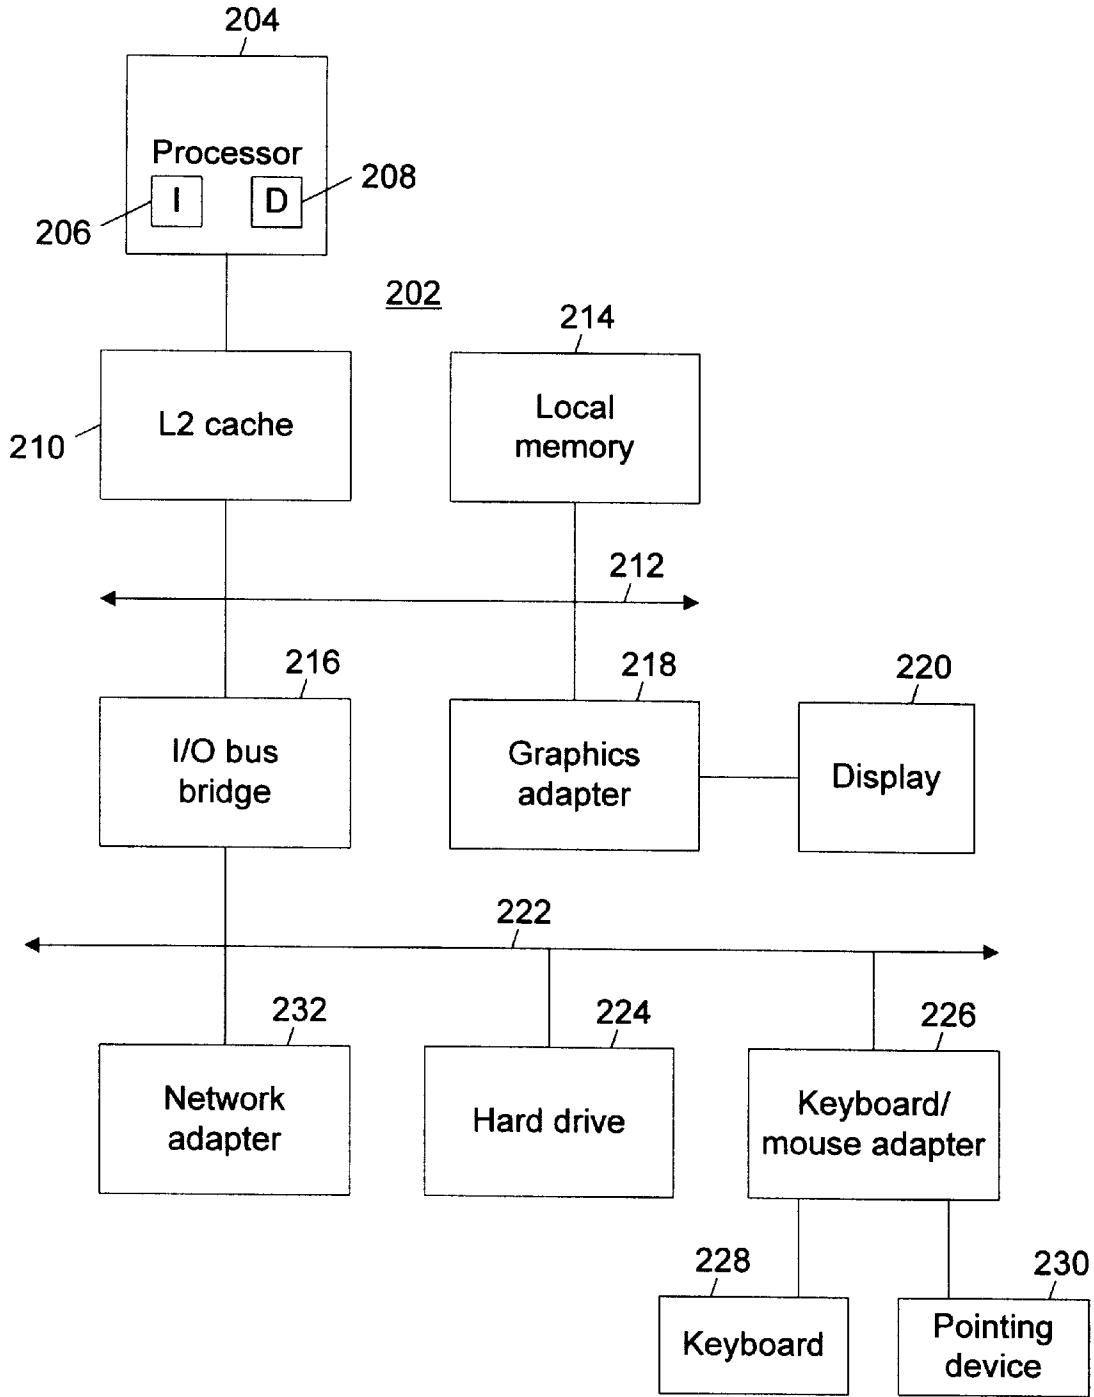 204
Processor
I
D
208
206
202
214
L2 cache
Local
memory
210
212
216
218
220
I/O bus
bridge
Graphics
adapter
Display
222
232
224
226
Network
adapter
Hard drive
Keyboard/
mouse adapter
228
230
Keyboard
Pointing
device